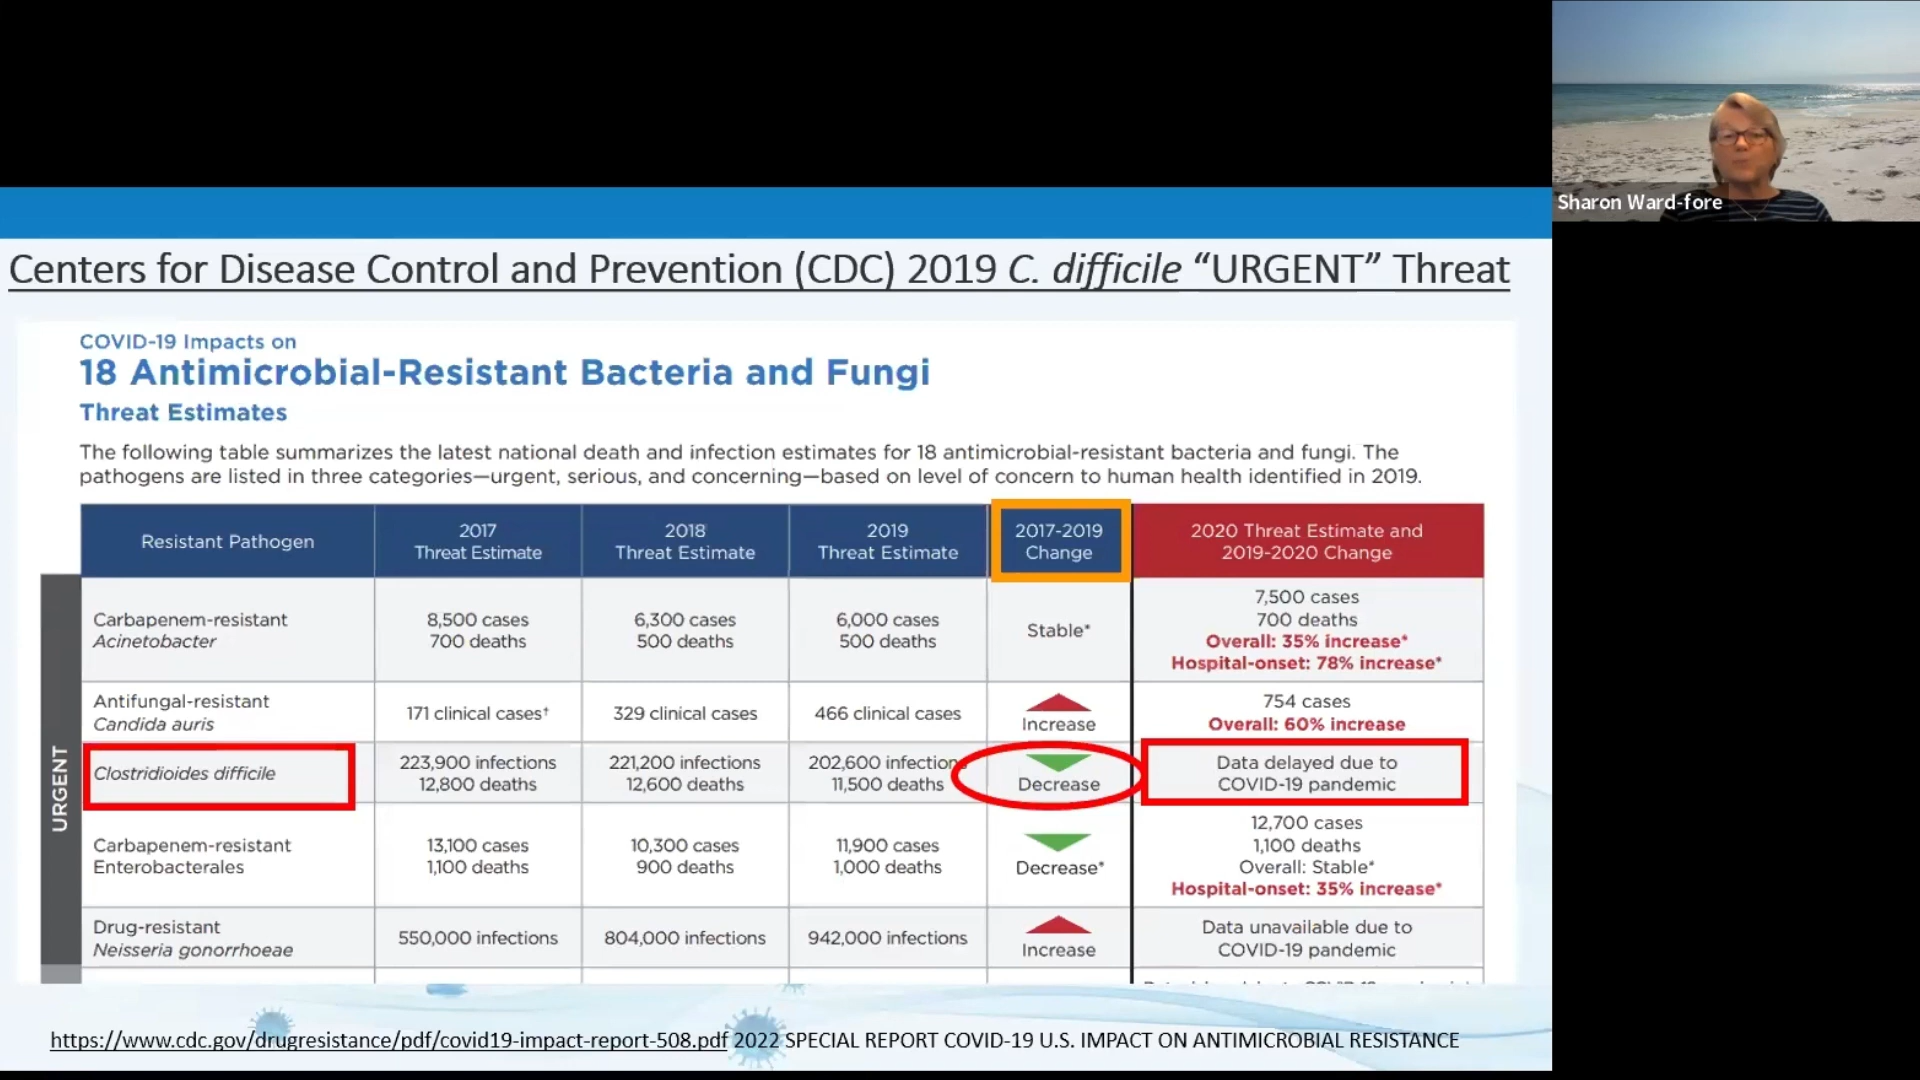 Sharon Ward-fore
Centers for Disease Control and Prevention (CDC) 2019 C. difficile “URGENT” Threat
COVID-19 Impacts on
18 Antimicrobial-Resistant Bacteria and Fungi
Threat Estimates
The following table summarizes the latest national death and infection estimates for 18 antimicrobial-resistant bacteria and fungi. The
pathogens are listed in three categories—urgent, serious, and concerning—based on level of concern to human health identified in 2019.
Resistant Pathogen
2017
Threat Estimate
2018
Threat Estimate
2019
Threat Estimate
2017-2019
Change
2020 Threat Estimate and
2019-2020 Change
URGENT
Carbapenem-resistant
Acinetobacter
8,500 cases
700 deaths
6,300 cases
500 deaths
6,000 cases
500 deaths
Stable*
7,500 cases
700 deaths
Overall: 35% increase*
Hospital-onset: 78% increase*
Antifungal-resistant
Candida auris
171 clinical cases†
329 clinical cases
466 clinical cases
Increase
754 cases
Overall: 60% increase
Clostridioides difficile
223,900 infections
12,800 deaths
221,200 infections
12,600 deaths
202,600 infection
11,500 deaths
Decrease
Data delayed due to
COVID-19 pandemic
Carbapenem-resistant
Enterobacterales
13,100 cases
1,100 deaths
10,300 cases
900 deaths
11,900 cases
1,000 deaths
Decrease*
12,700 cases
1,100 deaths
Overall: Stable*
Hospital-onset: 35% increase*
Drug-resistant
Neisseria gonorrhoeae
550,000 infections
804,000 infections
942,000 infections
Increase
Data unavailable due to
COVID-19 pandemic
https://www.cdc.gov/drugresistance/pdf/covid19-impact-report-508.pdf 2022 SPECIAL REPORT COVID-19 U.S. IMPACT ON ANTIMICROBIAL RESISTANCE